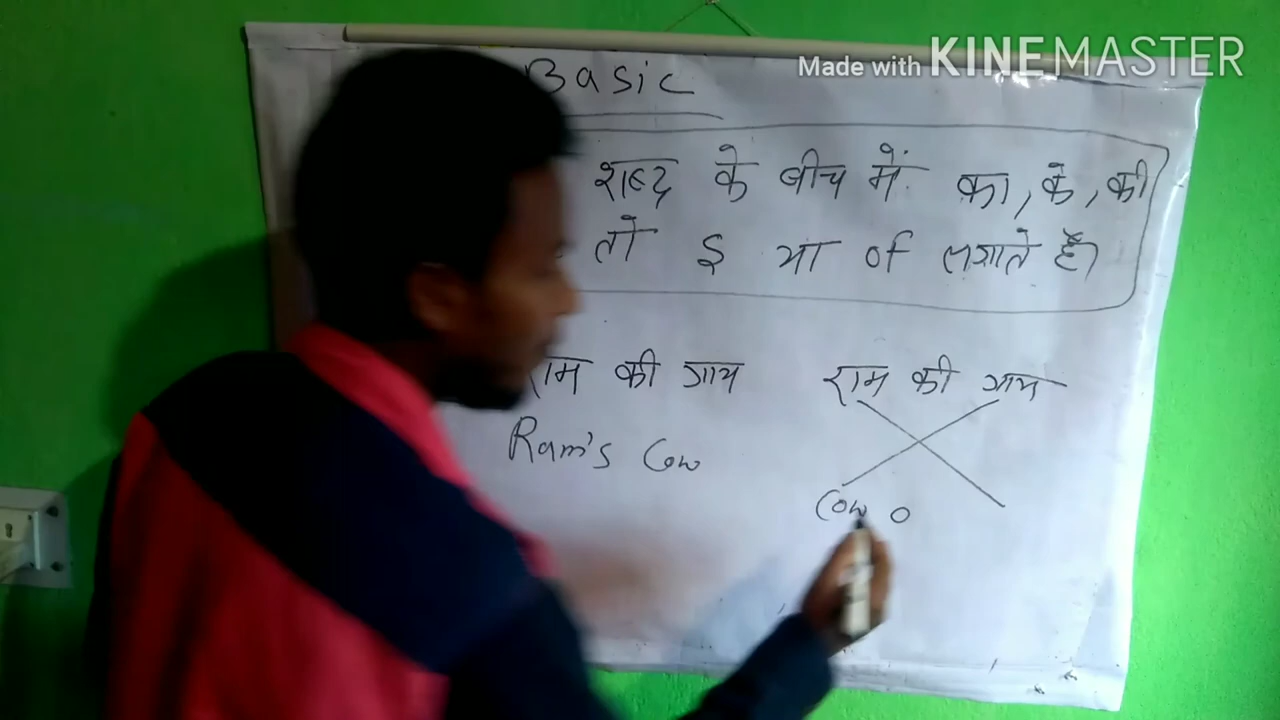 Made with KINEMASTER
Basic
शब्द के बीच में का, के, की
तो S या of लगाते हैं
राम की गाय
राम की गाय
Ram's Cow
Cow o